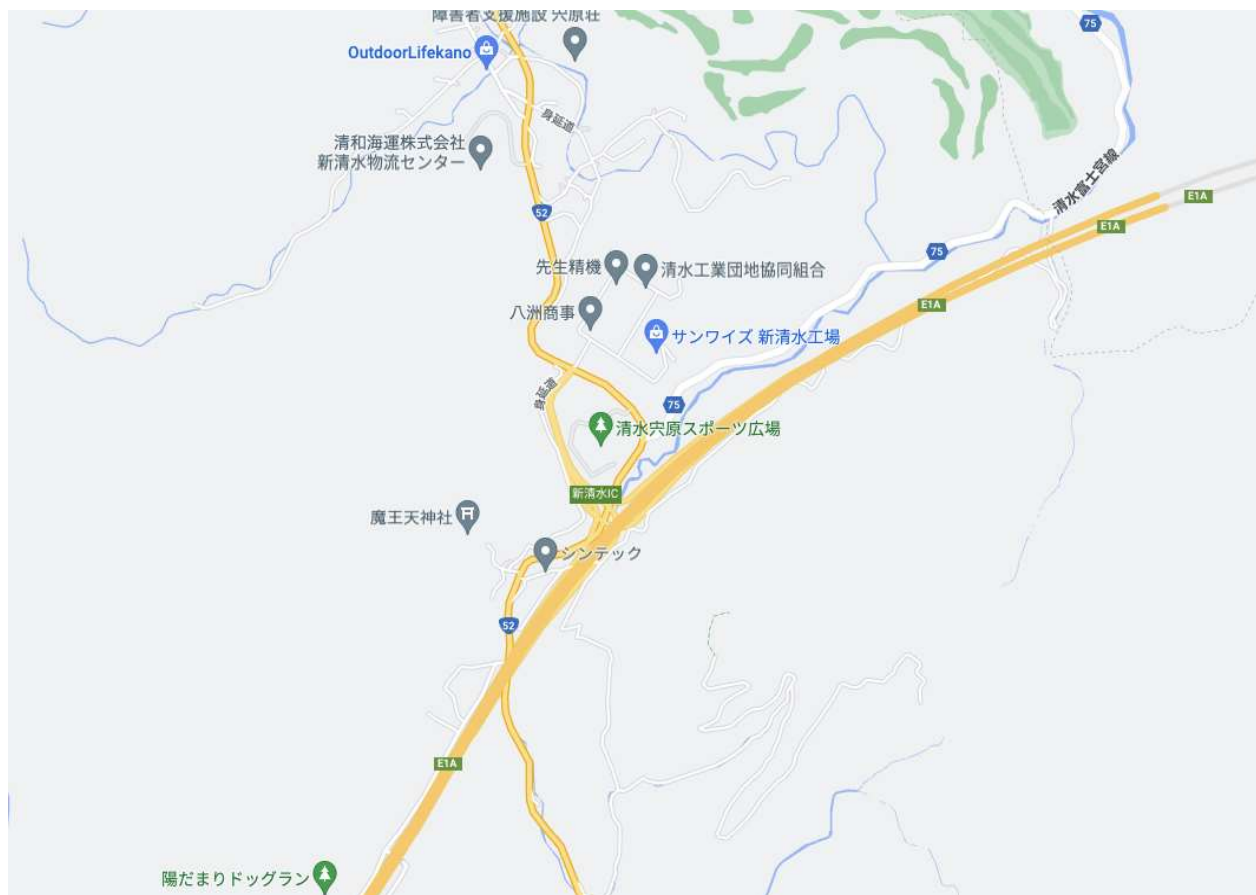 障害者支援施設 宍原荘
75
OutdoorLifekano
身延道
清和海運株式会社
新清水物流センター
清水富士宮線
E1A
52
E1A
75
先生精機
清水工業団地協同組合
E1A
八洲商事
サンワイズ 新清水工場
身延道
75
清水宍原スポーツ広場
新清水IC
魔王天神社
シンテック
52
E1A
陽だまりドッグラン